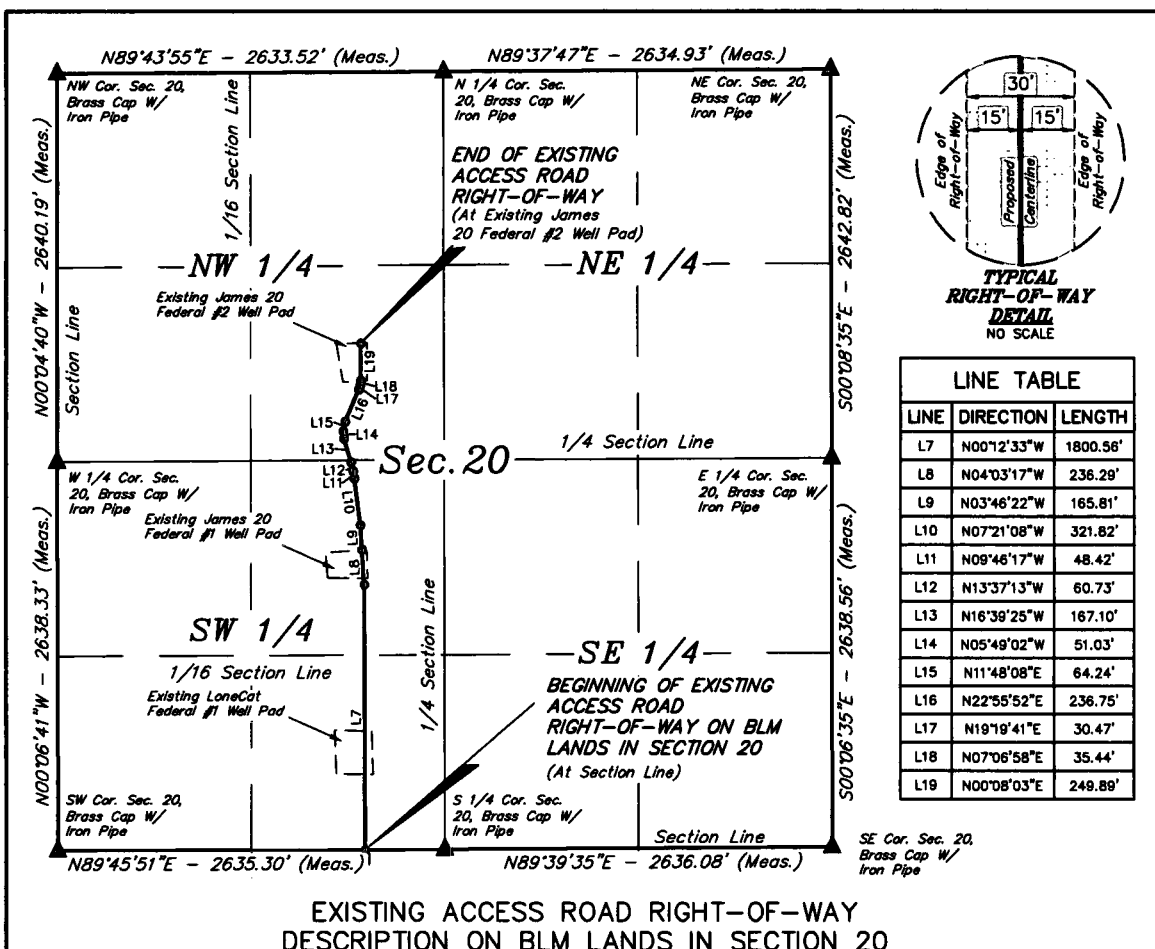 N89°43'55"E - 2633.52' (Meas.)
N89°37'47"E - 2634.93' (Meas.)
NW Cor. Sec. 20,
Brass Cap W/
Iron Pipe
1/16 Section Line
N 1/4 Cor. Sec.
20, Brass Cap W/
Iron Pipe
NE Cor. Sec. 20,
Brass Cap W/
Iron Pipe
N00°04'40"W - 2640.19' (Meas.)
Section Line
END OF EXISTING
ACCESS ROAD
RIGHT-OF-WAY
(At Existing James
20 Federal #2 Well Pad)
S00°08'35"E - 2642.82' (Meas.)
NW 1/4
NE 1/4
Existing James 20
Federal #2 Well Pad
L19
L18
L17
L16
L15
L14
L13
Sec. 20
1/4 Section Line
W 1/4 Cor. Sec.
20, Brass Cap W/
Iron Pipe
L12
L11
L10
E 1/4 Cor. Sec.
20, Brass Cap W/
Iron Pipe
Existing James 20
Federal #1 Well Pad
L9
L8
N00°06'41"W - 2638.33' (Meas.)
S00°06'35"E - 2638.56' (Meas.)
SW 1/4
1/4 Section Line
SE 1/4
1/16 Section Line
Existing LoneCat
Federal #1 Well Pad
L7
BEGINNING OF EXISTING
ACCESS ROAD
RIGHT-OF-WAY ON BLM
LANDS IN SECTION 20
(At Section Line)
SW Cor. Sec. 20,
Brass Cap W/
Iron Pipe
S 1/4 Cor. Sec.
20, Brass Cap W/
Iron Pipe
Section Line
SE Cor. Sec. 20,
Brass Cap W/
Iron Pipe
N89°45'51"E - 2635.30' (Meas.)
N89°39'35"E - 2636.08' (Meas.)
30'
15' 15'
Edge of
Right-of-Way
Proposed
Centerline
Edge of
Right-of-Way
TYPICAL
RIGHT-OF-WAY
DETAIL
NO SCALE
LINE TABLE
LINE DIRECTION LENGTH
L7 N00°12'33"W 1800.56'
L8 N04°03'17"W 236.29'
L9 N03°46'22"W 165.81'
L10 N07°21'08"W 321.82'
L11 N09°46'17"W 48.42'
L12 N13°37'13"W 60.73'
L13 N16°39'25"W 167.10'
L14 N05°49'02"W 51.03'
L15 N11°48'08"E 64.24'
L16 N22°55'52"E 236.75'
L17 N19°19'41"E 30.47'
L18 N07°06'58"E 35.44'
L19 N00°08'03"E 249.89'
EXISTING ACCESS ROAD RIGHT-OF-WAY
DESCRIPTION ON BLM LANDS IN SECTION 20